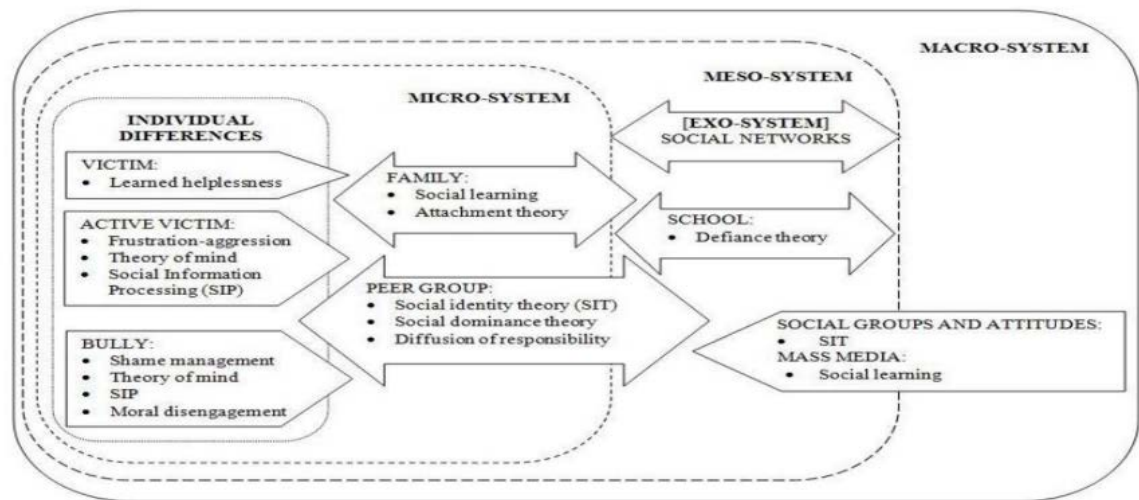 MACRO-SYSTEM
MESO-SYSTEM
MICRO-SYSTEM
INDIVIDUAL
DIFFERENCES
VICTIM:
• Learned helplessness
ACTIVE VICTIM:
• Frustration-aggression
• Theory of mind
• Social Information
Processing (SIP)
BULLY:
• Shame management
• Theory of mind
• SIP
• Moral disengagement
FAMILY:
• Social learning
• Attachment theory
PEER GROUP:
• Social identity theory (SIT)
• Social dominance theory
• Diffusion of responsibility
[EXO-SYSTEM]
SOCIAL NETWORKS
SCHOOL:
• Defiance theory
SOCIAL GROUPS AND ATTITUDES:
• SIT
MASS MEDIA:
• Social learning